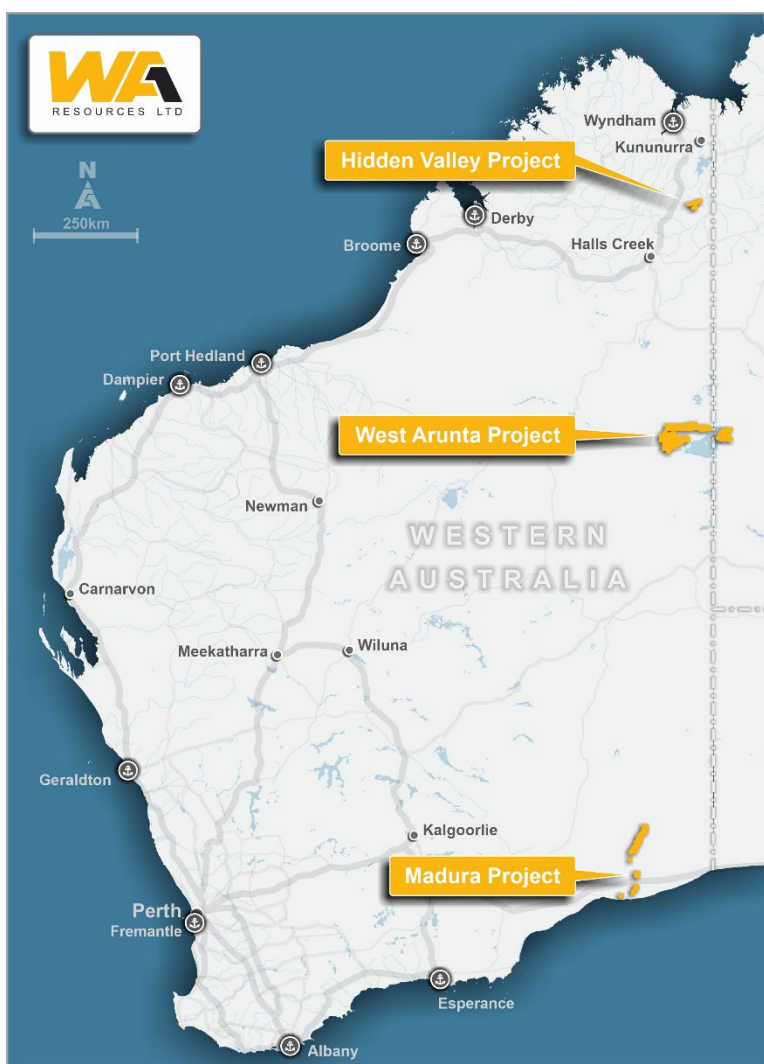 WA
RESOURCES LTD
N
250km
Wyndham
Kununurra
Hidden Valley Project
Derby
Broome
Halls Creek
Port Hedland
Dampier
West Arunta Project
Newman
WESTERN
AUSTRALIA
Carnarvon
Meekatharra
Wiluna
Geraldton
Kalgoorlie
Madura Project
Perth
Fremantle
Esperance
Albany